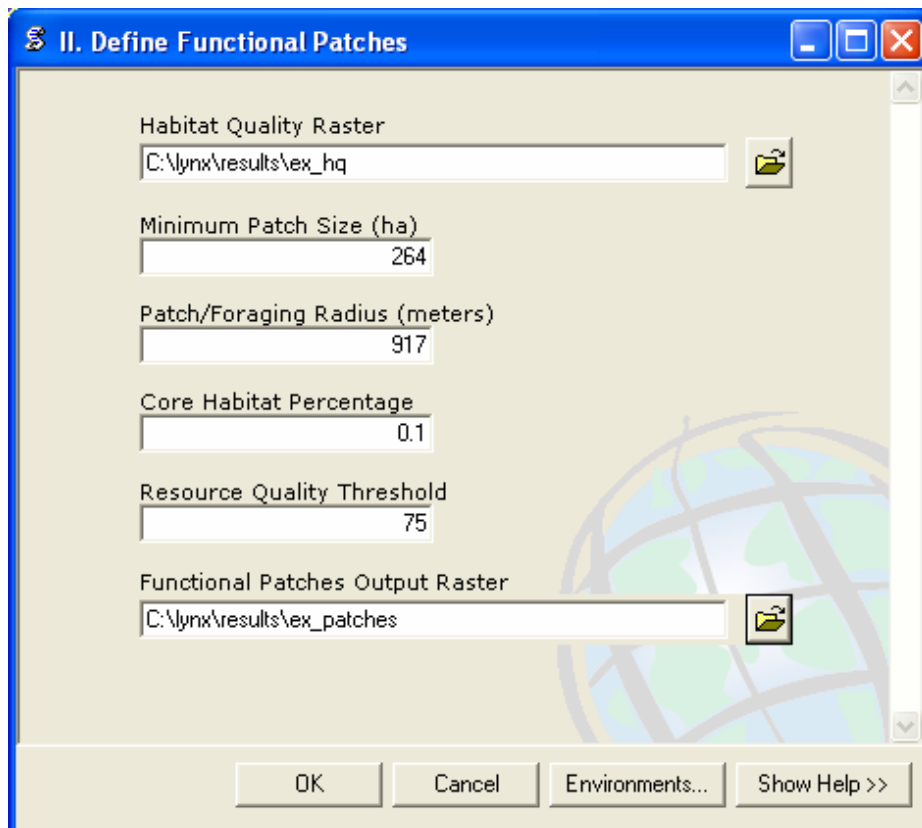 II. Define Functional Patches
Habitat Quality Raster
C:\lynx\results\ex_hq
Minimum Patch Size (ha)
264
Patch/Foraging Radius (meters)
917
Core Habitat Percentage
0.1
Resource Quality Threshold
75
Functional Patches Output Raster
C:\lynx\results\ex_patches
OK Cancel Environments... Show Help >>